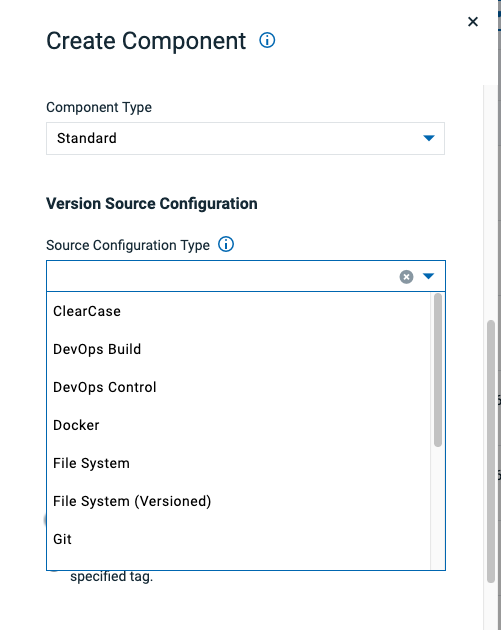 Create Component
Component Type
Standard
Version Source Configuration
Source Configuration Type
ClearCase
DevOps Build
DevOps Control
Docker
File System
File System (Versioned)
Git
specified tag.